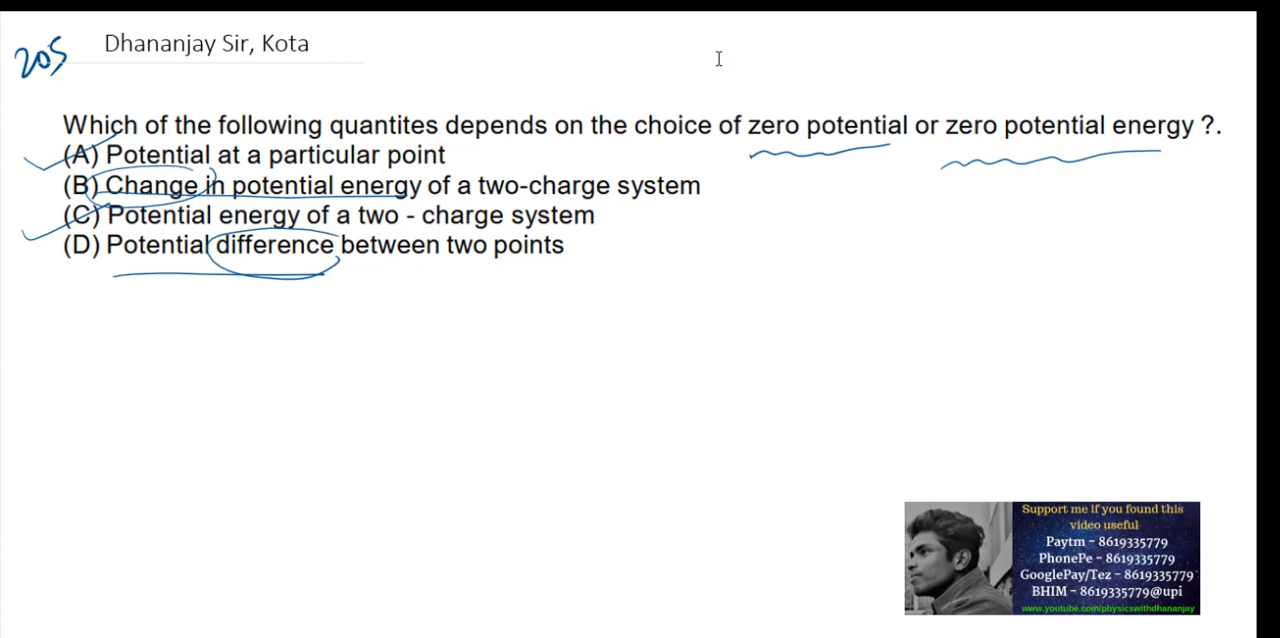 205
Dhananjay Sir, Kota
Which of the following quantites depends on the choice of zero potential or zero potential energy ?.
(A) Potential at a particular point
(B) Change in potential energy of a two-charge system
(C) Potential energy of a two - charge system
(D) Potential difference between two points
Support me if you found this
video useful
Paytm - 8619335779
PhonePe - 8619335779
GooglePay/Tez - 8619335779
BHIM - 8619335779@upi
www.youtube.com/physicswithdhananjay